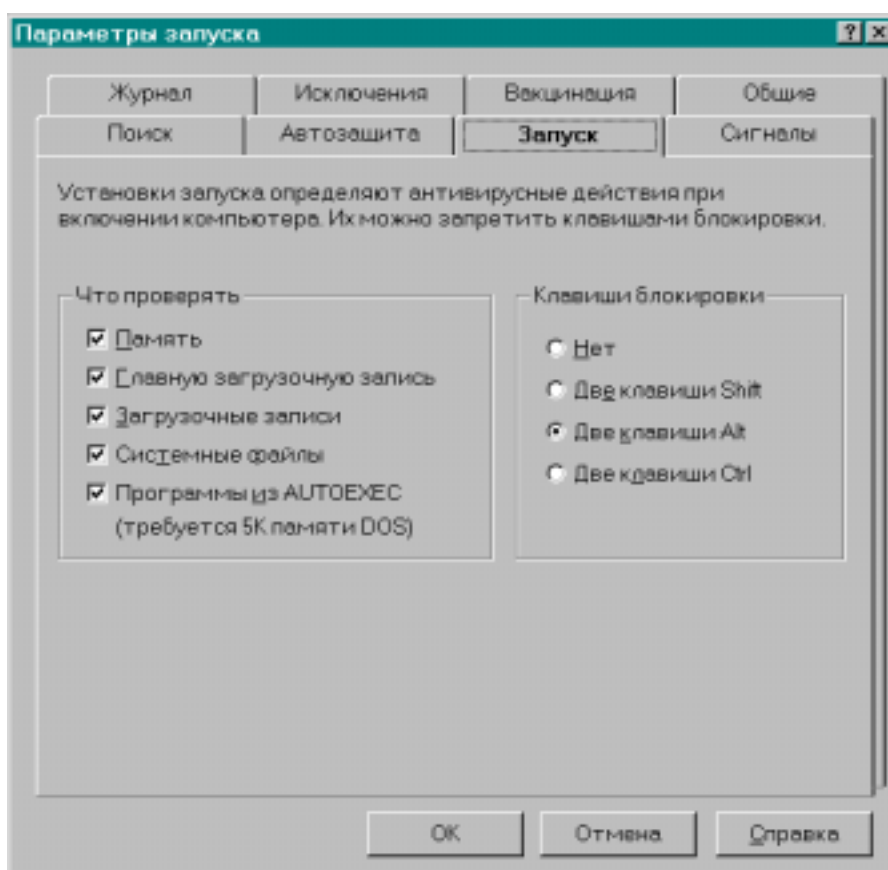 Параметры запуска
Журнал
Исключения
Вакцинация
Общие
Поиск
Автозащита
Запуск
Сигналы
Установки запуска определяют антивирусные действия при
включении компьютера. Их можно запретить клавишами блокировки.
Что проверять
Память
Главную загрузочную запись
Загрузочные записи
Системные файлы
Программы из AUTOEXEC
(требуется 5K памяти DOS)
Клавиши блокировки
Нет
Две клавиши Shift
Две клавиши Alt
Две клавиши Ctrl
OK
Отмена
Справка